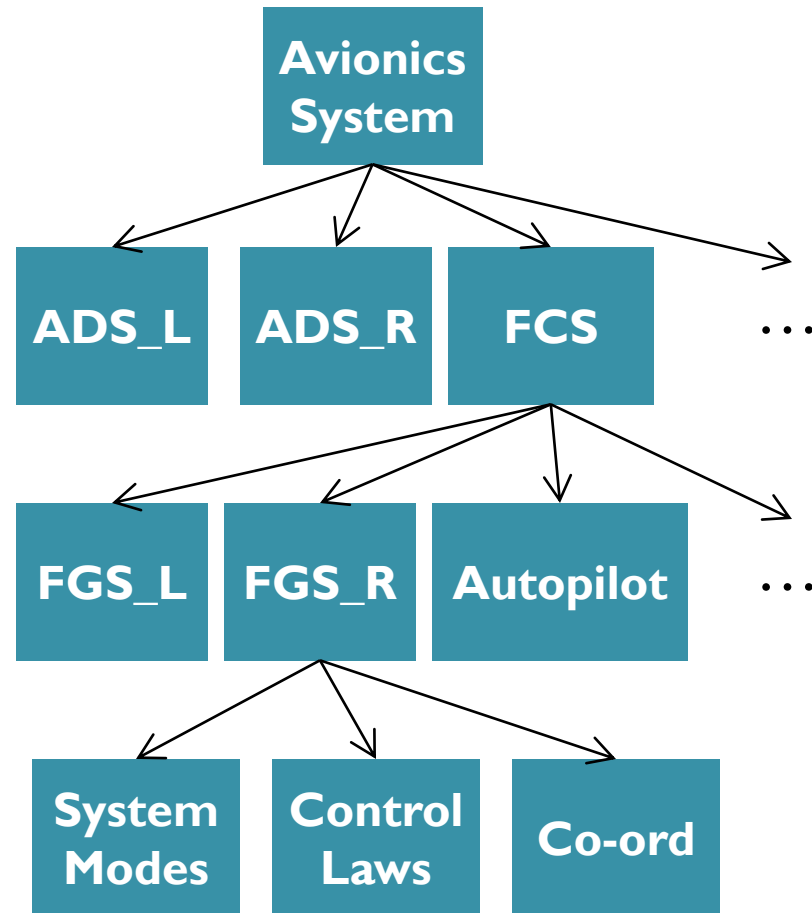 Avionics
System
ADS_L
ADS_R
FCS
...
FGS_L
FGS_R
Autopilot
...
System
Modes
Control
Laws
Co-ord